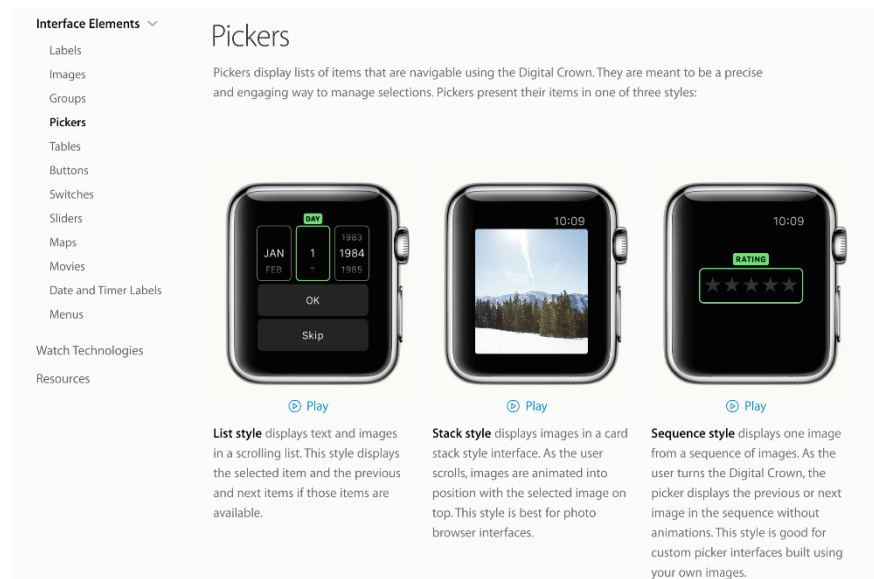 Interface Elements
Labels
Images
Groups
Pickers
Tables
Buttons
Switches
Sliders
Maps
Movies
Date and Timer Labels
Menus
Watch Technologies
Resources
Pickers
Pickers display lists of items that are navigable using the Digital Crown. They are meant to be a precise
and engaging way to manage selections. Pickers present their items in one of three styles:
DAY
1983
JAN 1 1984
FEB 2 1985
OK
Skip
Play
List style displays text and images
in a scrolling list. This style displays
the selected item and the previous
and next items if those items are
available.
10:09
Play
Stack style displays images in a card
stack style interface. As the user
scrolls, images are animated into
position with the selected image on
top. This style is best for photo
browser interfaces.
10:09
RATING
Play
Sequence style displays one image
from a sequence of images. As the
user turns the Digital Crown, the
picker displays the previous or next
image in the sequence without
animations. This style is good for
custom picker interfaces built using
your own images.